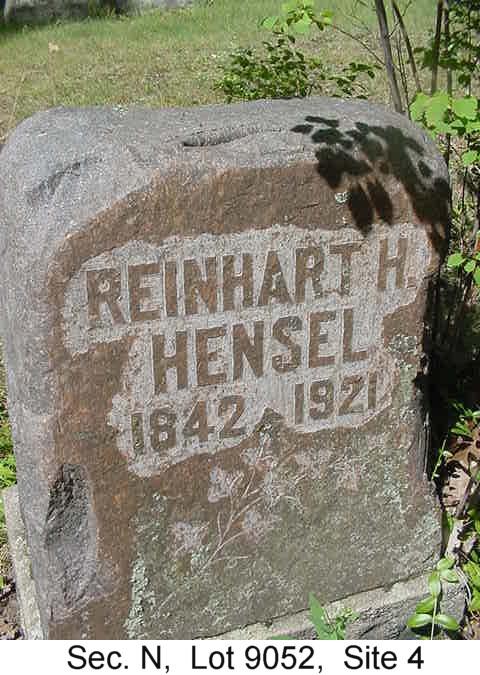 REINHART H.
HENSEL
1842 1921
Sec. N, Lot 9052, Site 4